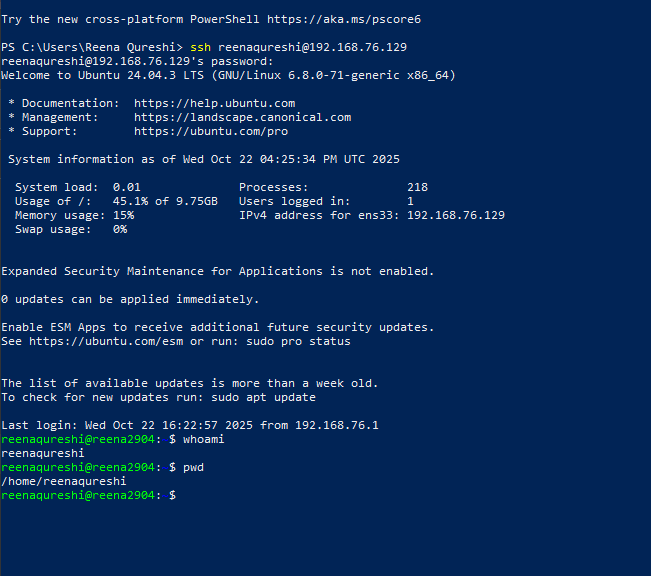 Try the new cross-platform PowerShell https://aka.ms/pscore6
PS C:\Users\Reena Qureshi> ssh reenaqureshi@192.168.76.129
reenaqureshi@192.168.76.129's password:
Welcome to Ubuntu 24.04.3 LTS (GNU/Linux 6.8.0-71-generic x86_64)
* Documentation:  https://help.ubuntu.com
* Management:     https://landscape.canonical.com
* Support:        https://ubuntu.com/pro
System information as of Wed Oct 22 04:25:34 PM UTC 2025
System load:  0.01               Processes:              218
Usage of /:   45.1% of 9.75GB   Users logged in:        1
Memory usage: 15%               IPv4 address for ens33: 192.168.76.129
Swap usage:   0%
Expanded Security Maintenance for Applications is not enabled.
0 updates can be applied immediately.
Enable ESM Apps to receive additional future security updates.
See https://ubuntu.com/esm or run: sudo pro status
The list of available updates is more than a week old.
To check for new updates run: sudo apt update
Last login: Wed Oct 22 16:22:57 2025 from 192.168.76.1
reenaqureshi@reena2904: $ whoami
reenaqureshi
reenaqureshi@reena2904: $ pwd
/home/reenaqureshi
reenaqureshi@reena2904: $